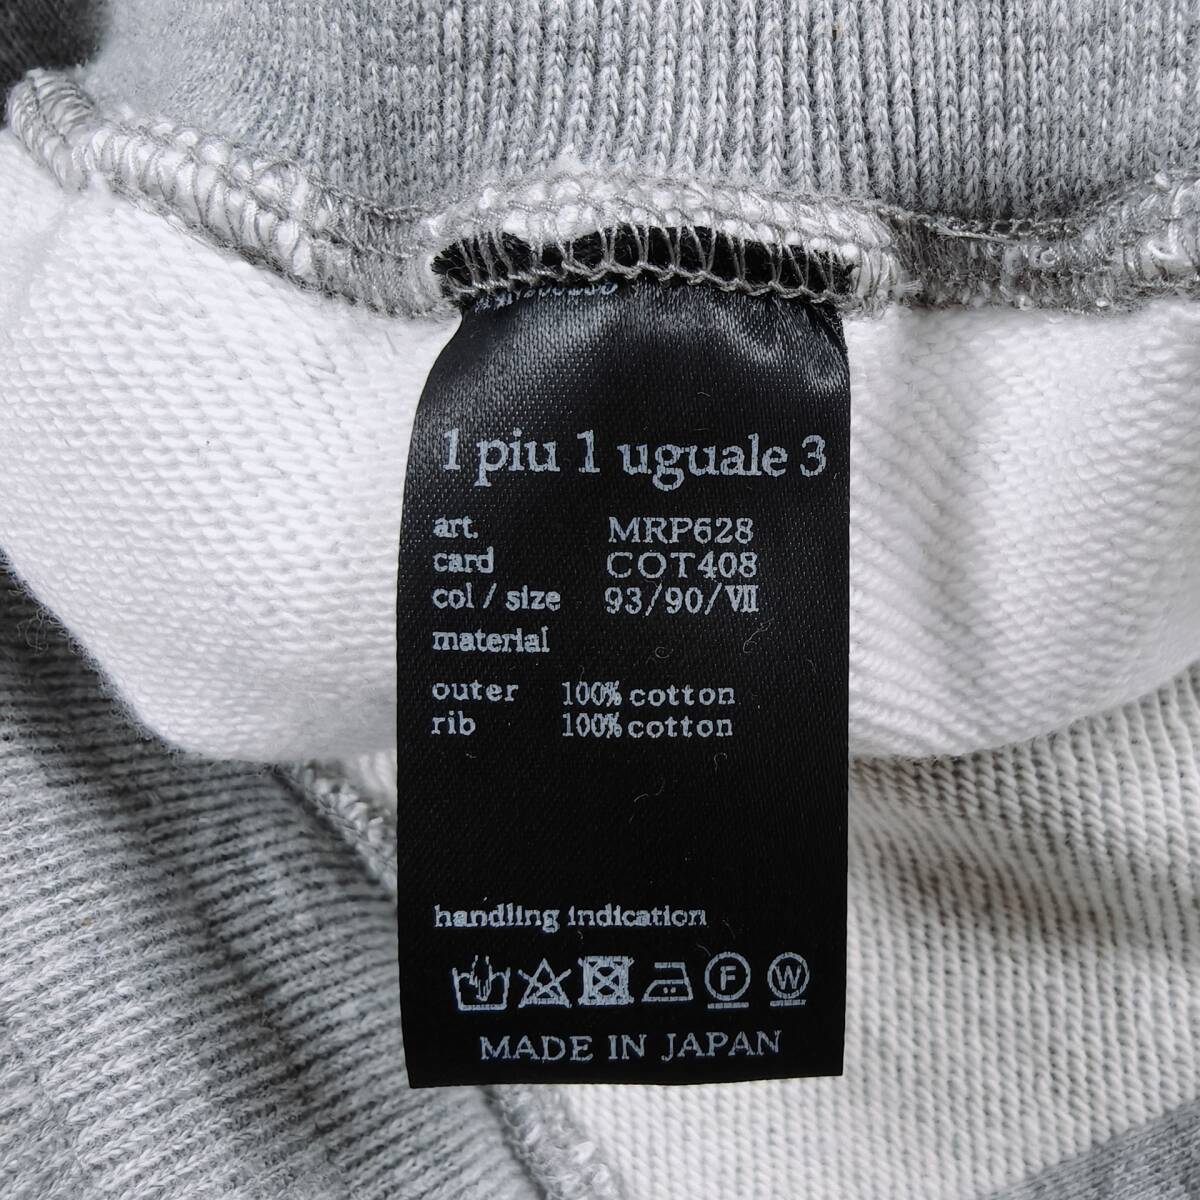 1 piu 1 uguale 3
art. MRP628
card COT408
col / size 93/90/Ⅶ
material
outer 100% cotton
rib 100% cotton
handling indication
F W
MADE IN JAPAN